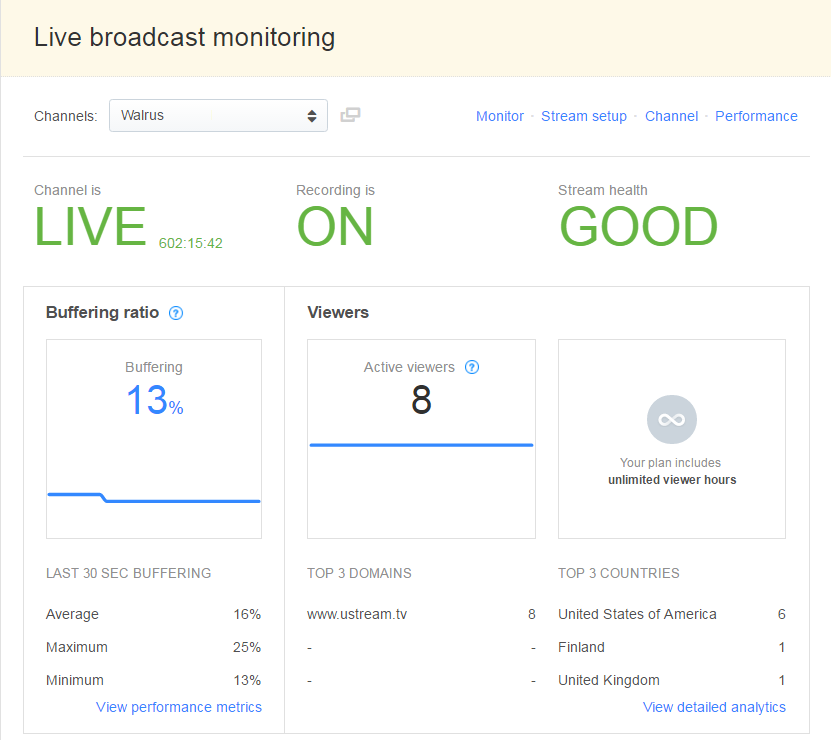 Live broadcast monitoring
Channels: Walrus Monitor · Stream setup · Channel · Performance
Channel is Recording is Stream health
LIVE 602:15:42 ON GOOD
Buffering ratio ? Viewers
Buffering Active viewers ?
13% 8
Your plan includes
unlimited viewer hours
LAST 30 SEC BUFFERING TOP 3 DOMAINS TOP 3 COUNTRIES
Average 16% www.ustream.tv 8 United States of America 6
Maximum 25% - - Finland 1
Minimum 13% - - United Kingdom 1
View performance metrics View detailed analytics